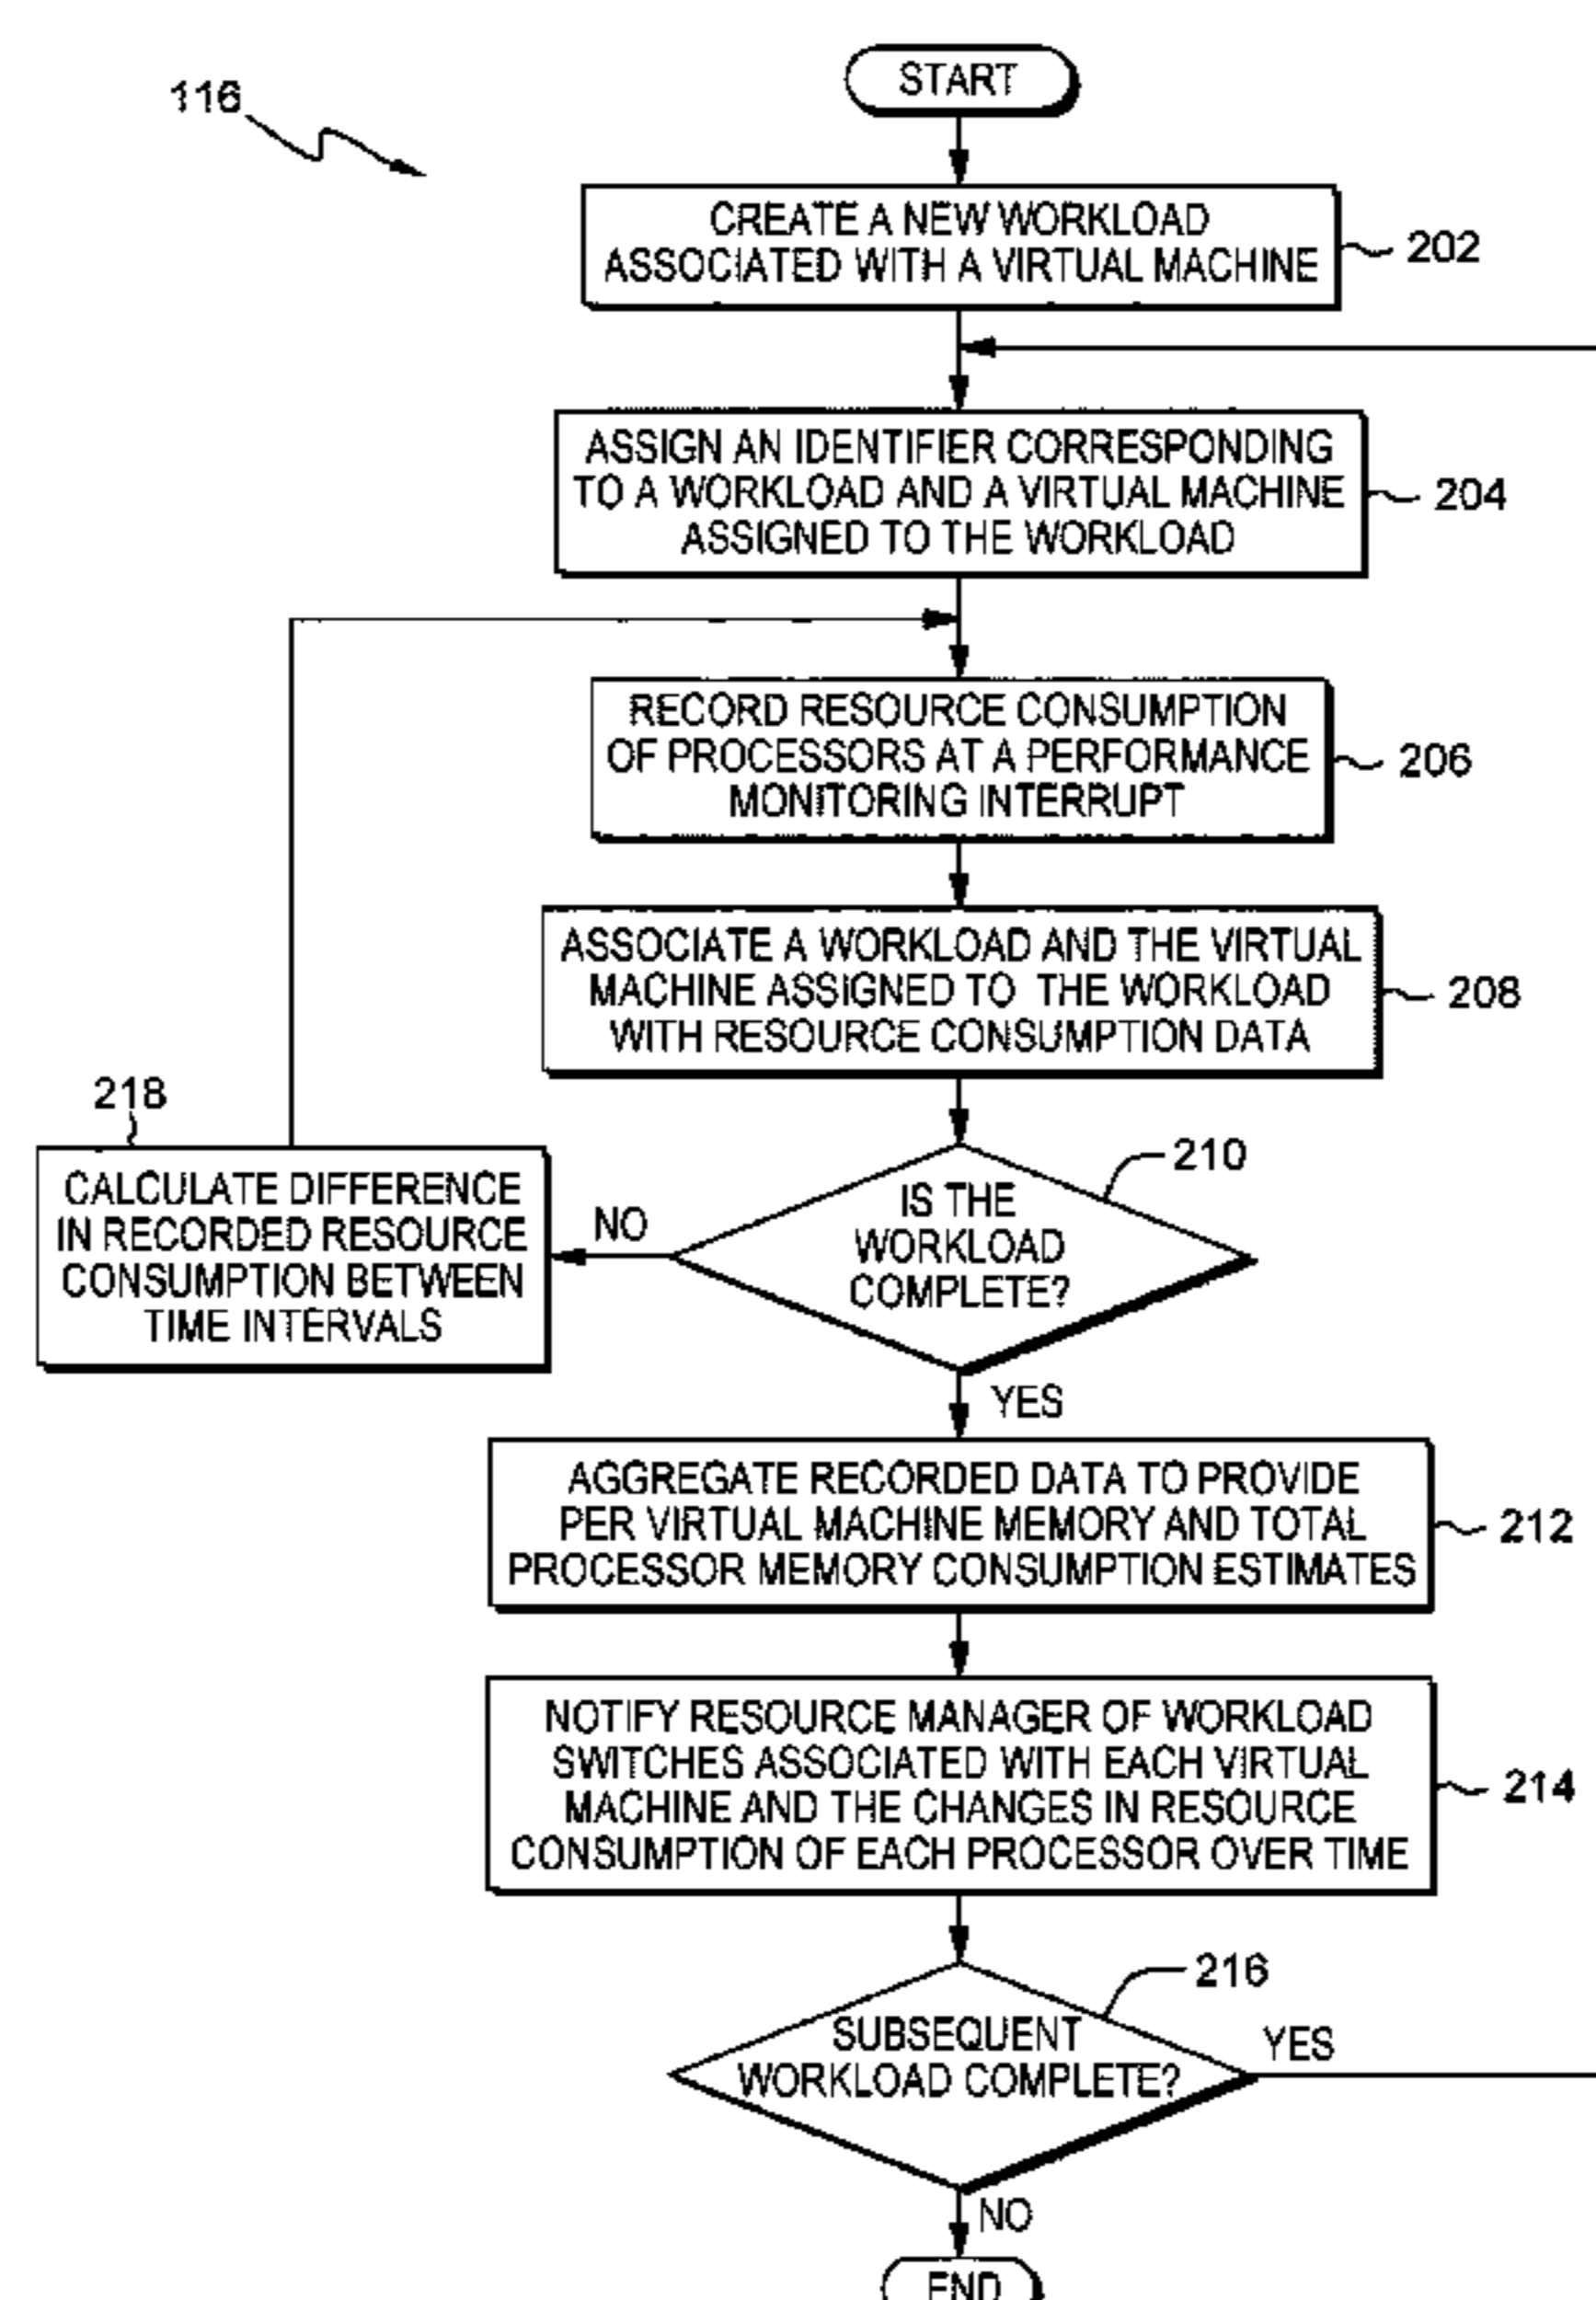 116
START
CREATE A NEW WORKLOAD
ASSOCIATED WITH A VIRTUAL MACHINE
202
ASSIGN AN IDENTIFIER CORRESPONDING
TO A WORKLOAD AND A VIRTUAL MACHINE
ASSIGNED TO THE WORKLOAD
204
RECORD RESOURCE CONSUMPTION
OF PROCESSORS AT A PERFORMANCE
MONITORING INTERRUPT
206
ASSOCIATE A WORKLOAD AND THE VIRTUAL
MACHINE ASSIGNED TO THE WORKLOAD
WITH RESOURCE CONSUMPTION DATA
208
218
CALCULATE DIFFERENCE
IN RECORDED RESOURCE
CONSUMPTION BETWEEN
TIME INTERVALS
NO
210
IS THE
WORKLOAD
COMPLETE?
YES
AGGREGATE RECORDED DATA TO PROVIDE
PER VIRTUAL MACHINE MEMORY AND TOTAL
PROCESSOR MEMORY CONSUMPTION ESTIMATES
212
NOTIFY RESOURCE MANAGER OF WORKLOAD
SWITCHES ASSOCIATED WITH EACH VIRTUAL
MACHINE AND THE CHANGES IN RESOURCE
CONSUMPTION OF EACH PROCESSOR OVER TIME
214
216
SUBSEQUENT
WORKLOAD COMPLETE?
YES
NO
END